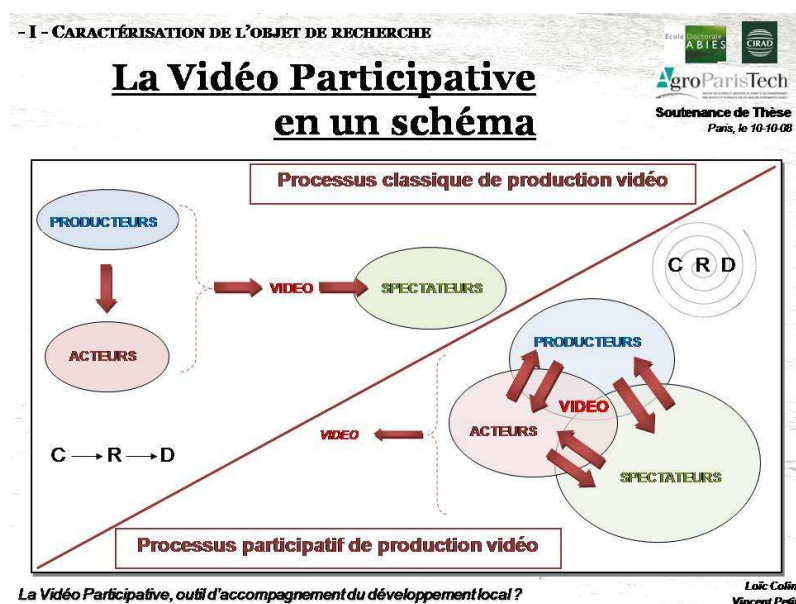 - I - CARACTÉRISATION DE L'OBJET DE RECHERCHE
La Vidéo Participative
en un schéma
Ecole Doctorale
ABIES
CIRAD
AgroParisTech
Soutenance de Thèse
Paris, le 10-10-08
Processus classique de production vidéo
PRODUCTEURS
ACTEURS
VIDEO
SPECTATEURS
C → R → D
C R D
PRODUCTEURS
VIDEO
ACTEURS
SPECTATEURS
VIDEO
Processus participatif de production vidéo
La Vidéo Participative, outil d'accompagnement du développement local ?
Loïc Colin
Vincent Petit